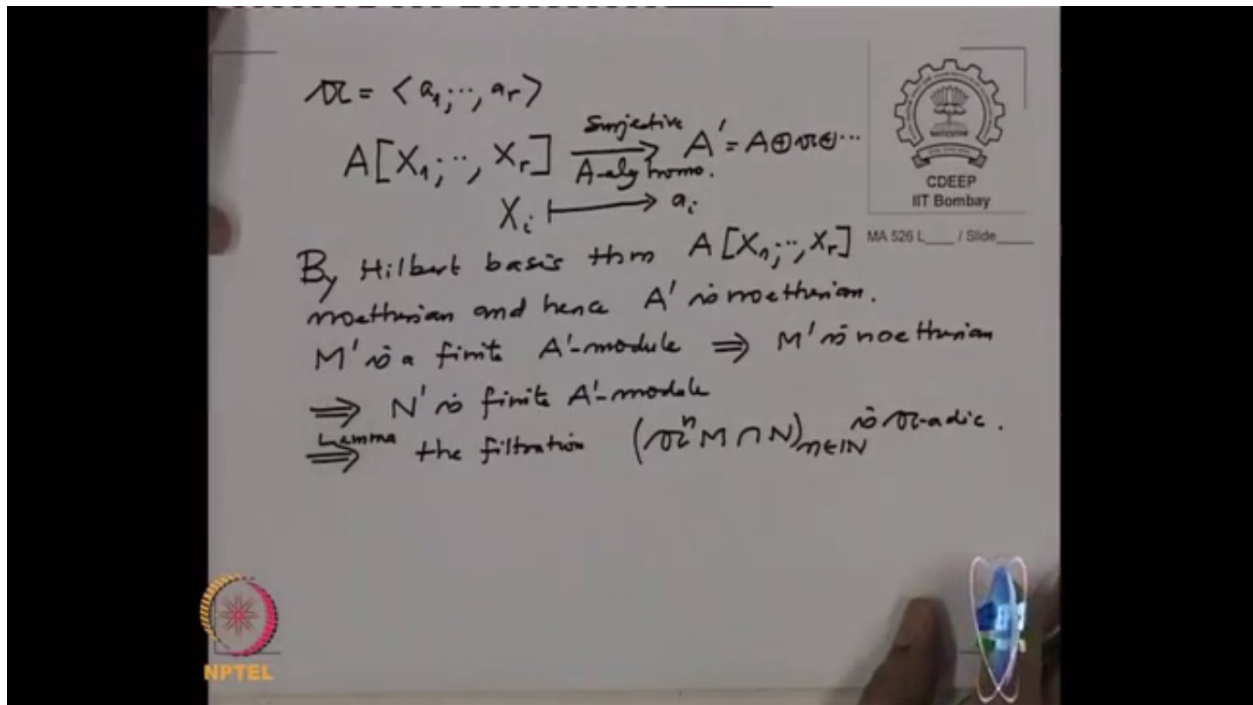 𝔞 = < a₁, ..., aᵣ >
A[X₁, ..., Xᵣ] Surjective ⟶ A-alg homo. A' = A ⊕ 𝔞 ⊕ ...
Xᵢ ⟼ aᵢ
By Hilbert basis thm A[X₁, ..., Xᵣ]
noetherian and hence A' is noetherian.
M' is a finite A'-module ⟹ M' is noetherian
⟹ N' is finite A'-module
Lemma ⟹ the filtration (𝔞ⁿM ∩ N)ₙ∈ℕ is 𝔞-adic.
CDEEP
IIT Bombay
MA 526 L___ / Slide___
NPTEL